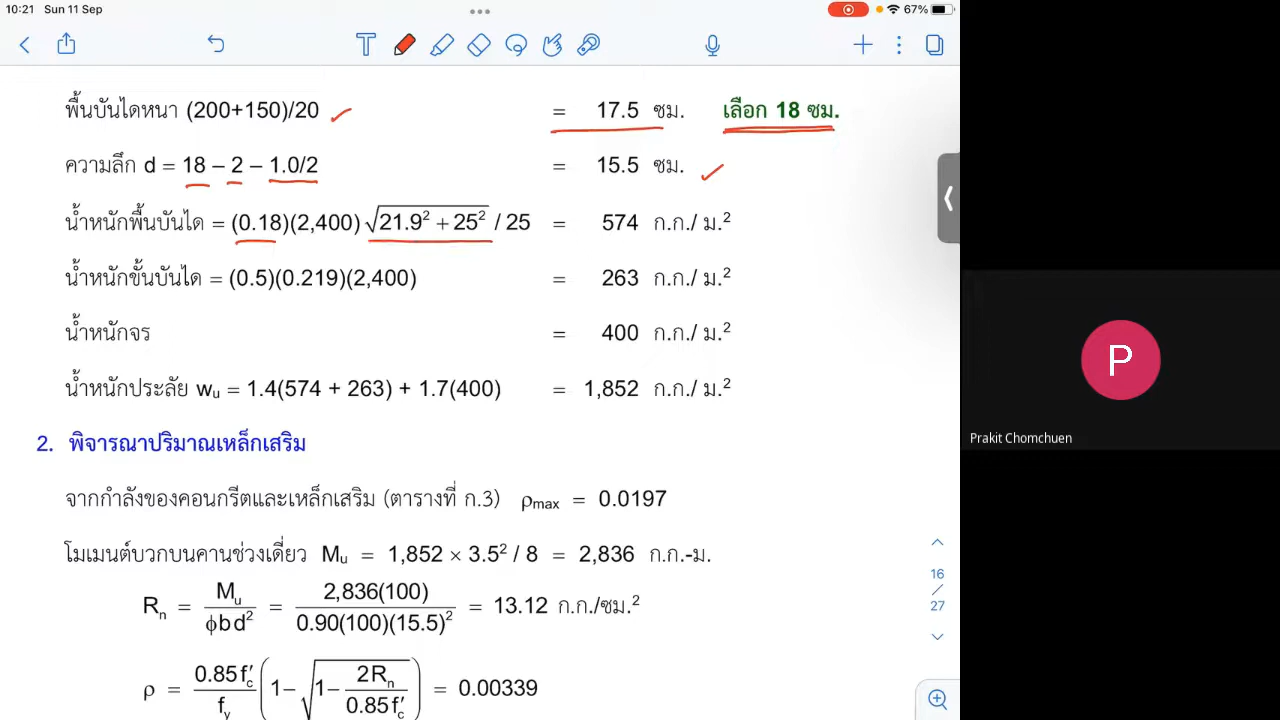 10:21 Sun 11 Sep 67%
พื้นบันไดหนา (200+150)/20 = 17.5 ซม. เลือก 18 ซม.
ความลึก d = 18 – 2 – 1.0/2 = 15.5 ซม.
น้ำหนักพื้นบันได = (0.18)(2,400) √21.9² + 25² / 25 = 574 ก.ก./ ม.²
น้ำหนักขั้นบันได = (0.5)(0.219)(2,400) = 263 ก.ก./ ม.²
น้ำหนักจร = 400 ก.ก./ ม.²
น้ำหนักประลัย wu = 1.4(574 + 263) + 1.7(400) = 1,852 ก.ก./ ม.²
2. พิจารณาปริมาณเหล็กเสริม
จากกำลังของคอนกรีตและเหล็กเสริม (ตารางที่ ก.3) ρmax = 0.0197
โมเมนต์บวกบนคานช่วงเดี่ยว Mu = 1,852 × 3.5² / 8 = 2,836 ก.ก.-ม.
Rn = Mu / ϕbd² = 2,836(100) / 0.90(100)(15.5)² = 13.12 ก.ก./ซม.²
ρ = 0.85f′c / fy (1– √1– 2Rn / 0.85f′c) = 0.00339
16
27
P
Prakit Chomchuen